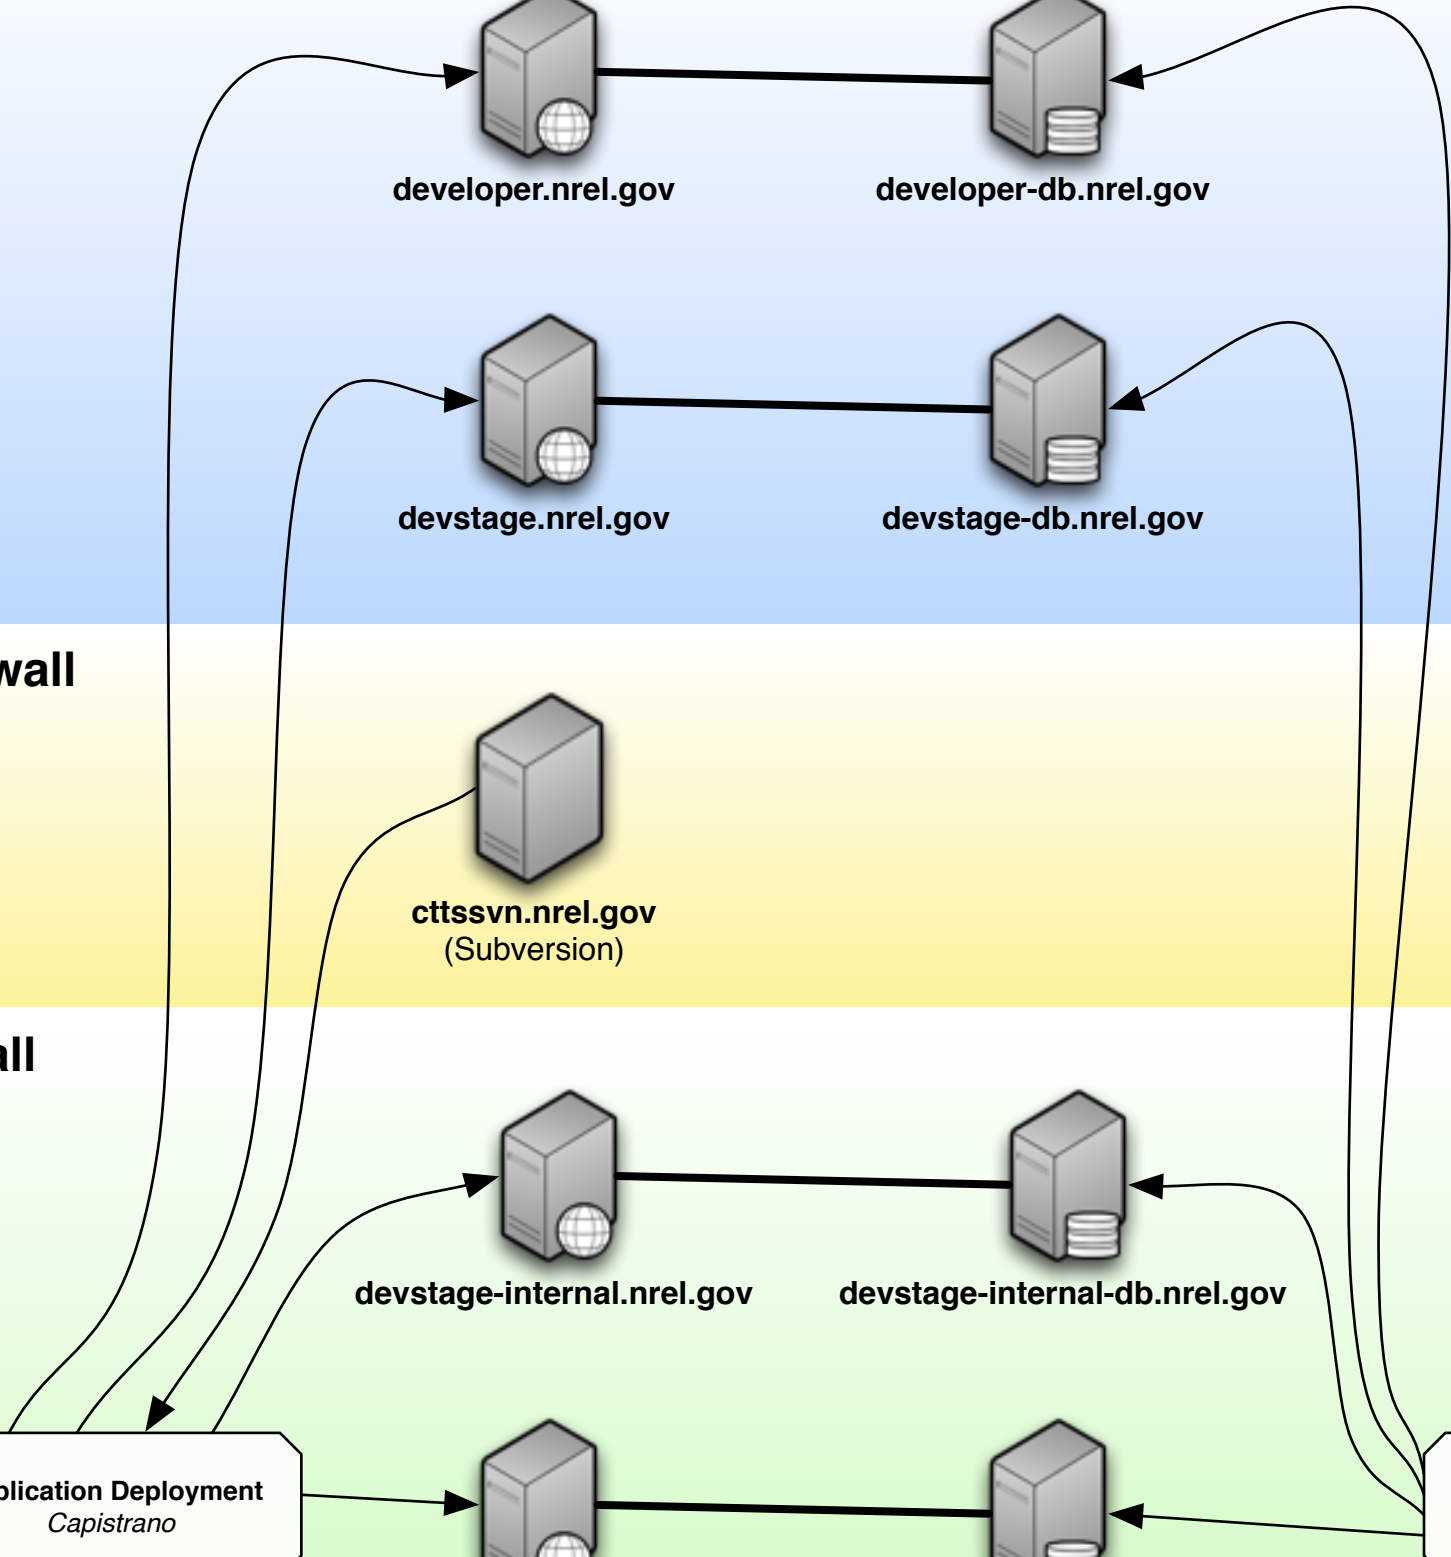 developer.nrel.gov
developer-db.nrel.gov
devstage.nrel.gov
devstage-db.nrel.gov
wall
cttssvn.nrel.gov
(Subversion)
all
devstage-internal.nrel.gov
devstage-internal-db.nrel.gov
plication Deployment
Capistrano